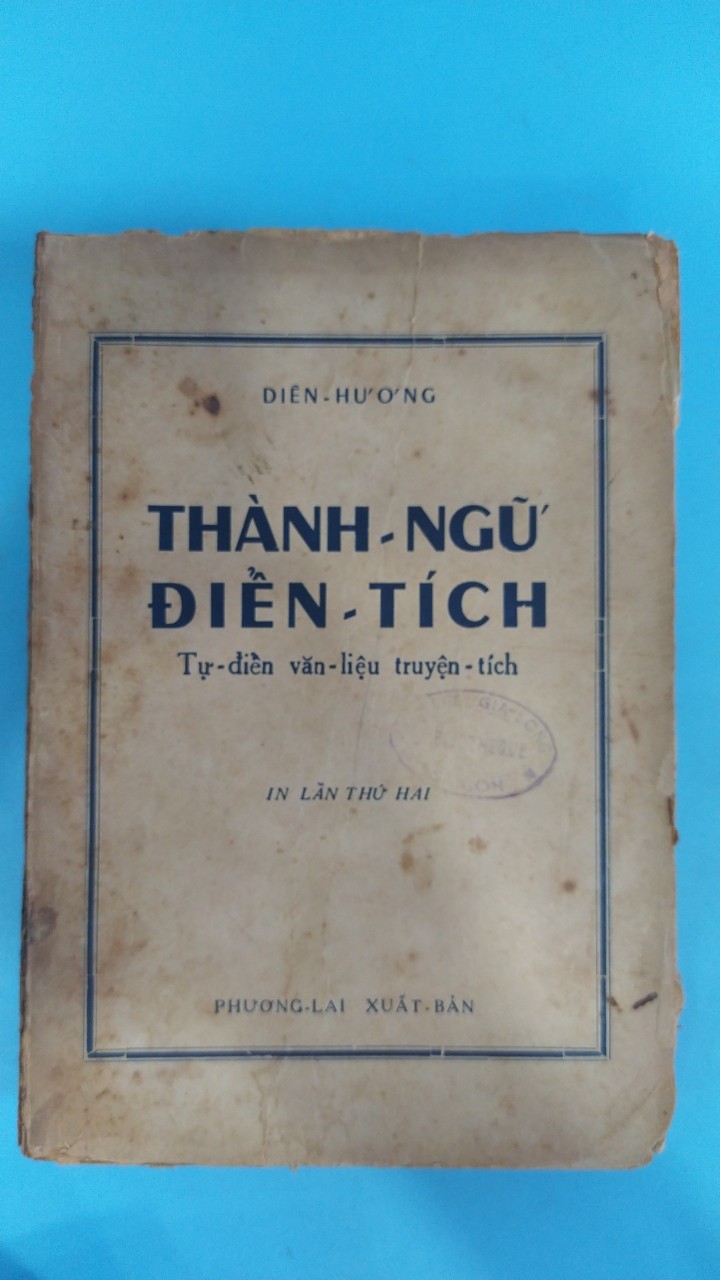 DIÊN-HƯƠNG
THÀNH-NGỮ
ĐIỂN-TÍCH
Tự-điển văn-liệu truyện-tích
IN LẦN THỨ HAI
PHƯƠNG-LAI XUẤT-BẢN